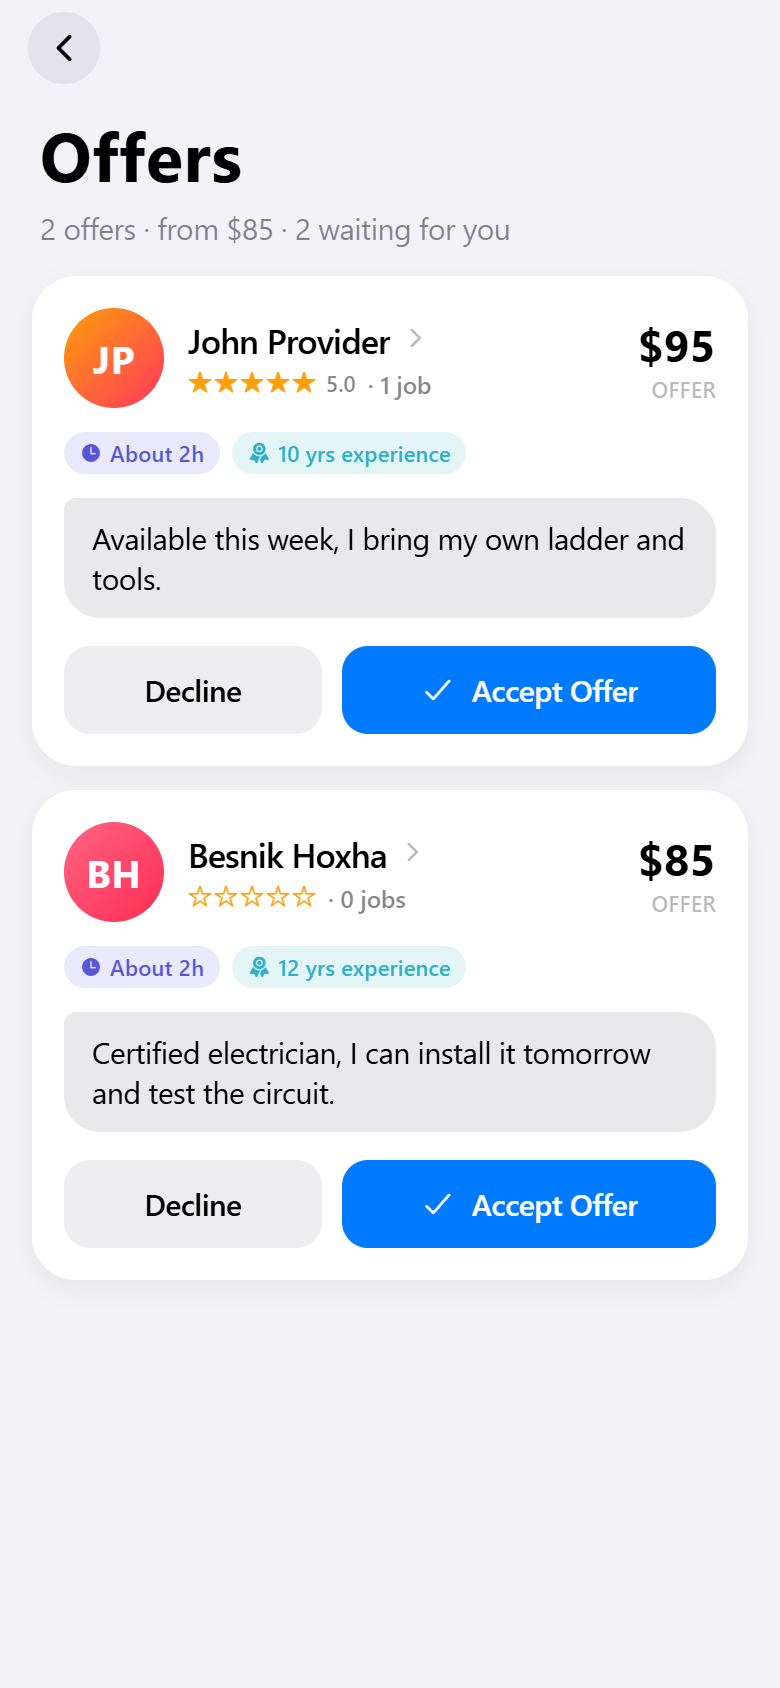 Offers
2 offers · from $85 · 2 waiting for you
JP
John Provider
$95
5.0 · 1 job
OFFER
About 2h
10 yrs experience
Available this week, I bring my own ladder and
tools.
Decline
Accept Offer
BH
Besnik Hoxha
$85
· 0 jobs
OFFER
About 2h
12 yrs experience
Certified electrician, I can install it tomorrow
and test the circuit.
Decline
Accept Offer